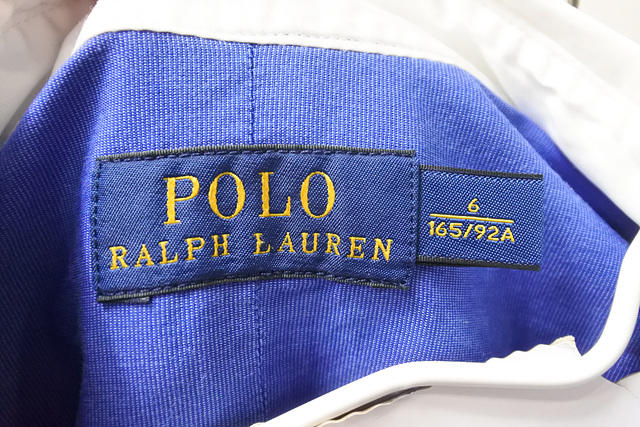 POLO
RALPH LAUREN
6
165/92A